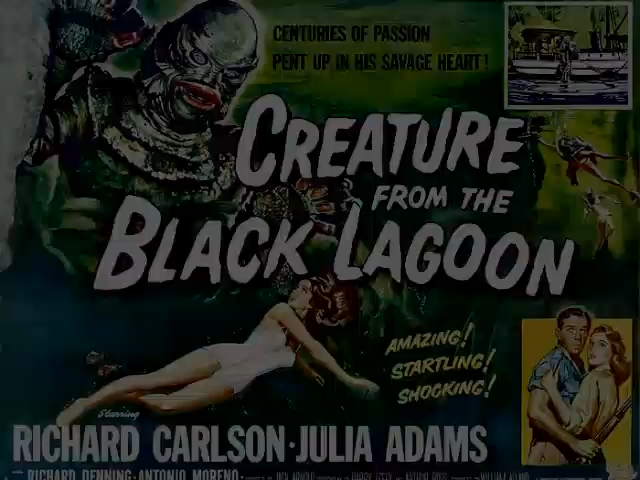 CENTURIES OF PASSION
PENT UP IN HIS SAVAGE HEART!
CREATURE
FROM THE
BLACK LAGOON
AMAZING!
STARTLING!
SHOCKING!
Starring
RICHARD CARLSON · JULIA ADAMS
RICHARD DENNING · ANTONIO MORENO